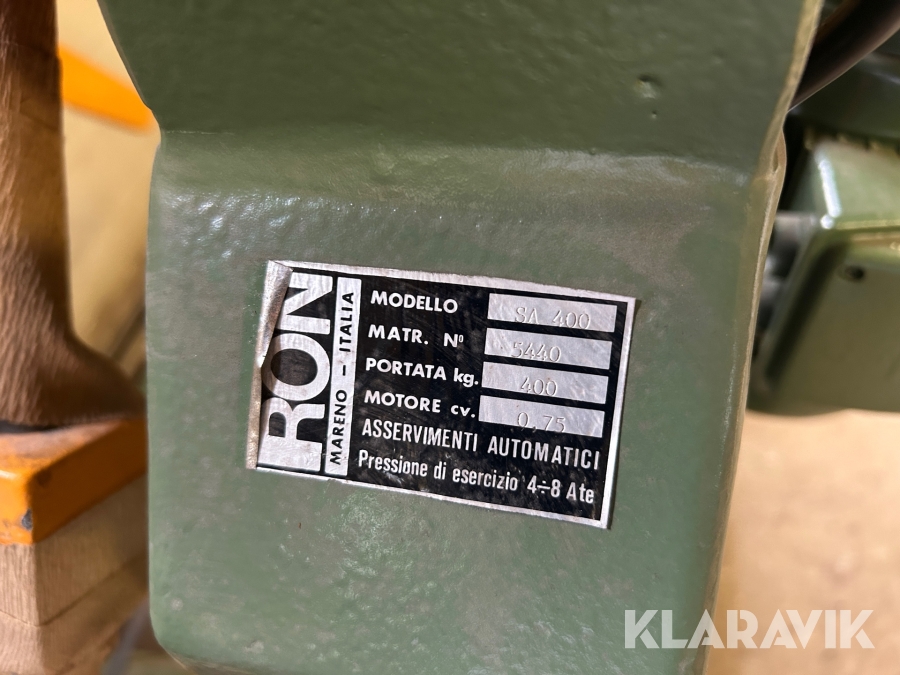 RON
MARENO - ITALIA
MODELLO SA 400
MATR. Nº 5440
PORTATA kg. 400
MOTORE cv. 0,75
ASSERVIMENTI AUTOMATICI
Pressione di esercizio 4÷8 Ate
KLARAVIK